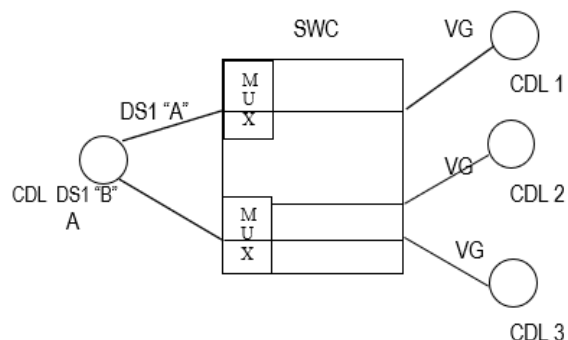 SWC
VG
CDL 1
M
U
X
DS1 “A”
CDL DS1 “B”
A
VG
CDL 2
M
U
X
VG
CDL 3